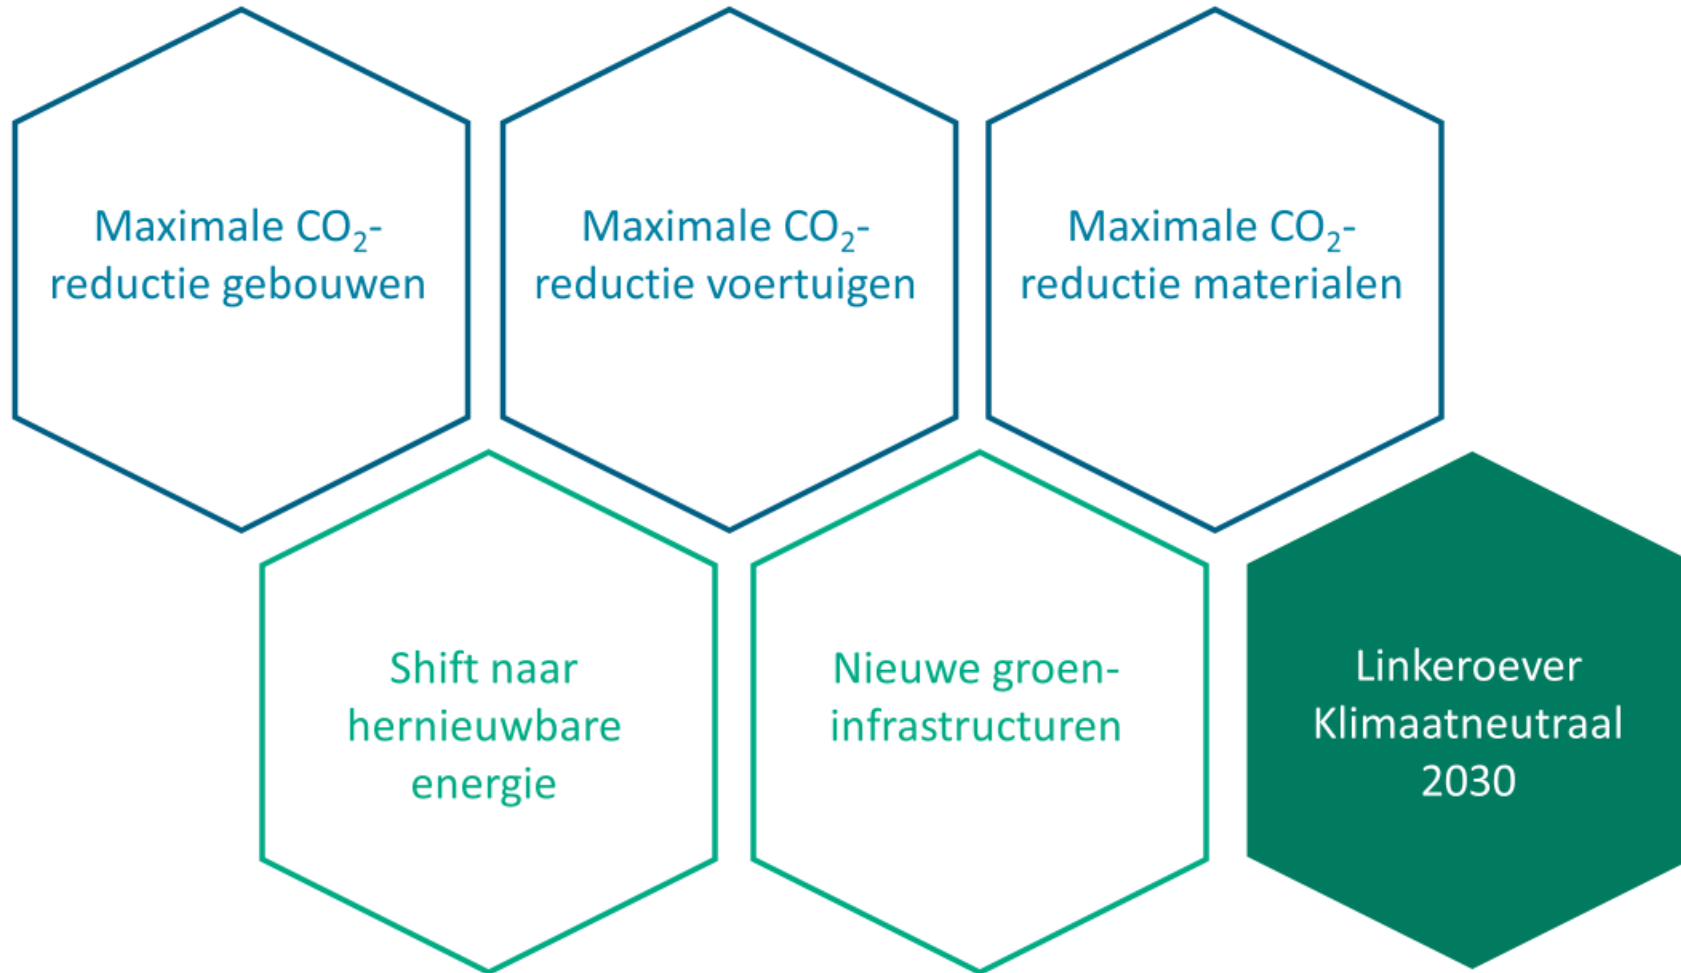 Maximale CO₂-
reductie gebouwen
Maximale CO₂-
reductie voertuigen
Maximale CO₂-
reductie materialen
Shift naar
hernieuwbare
energie
Nieuwe groen-
infrastructuren
Linkeroever
Klimaatneutraal
2030